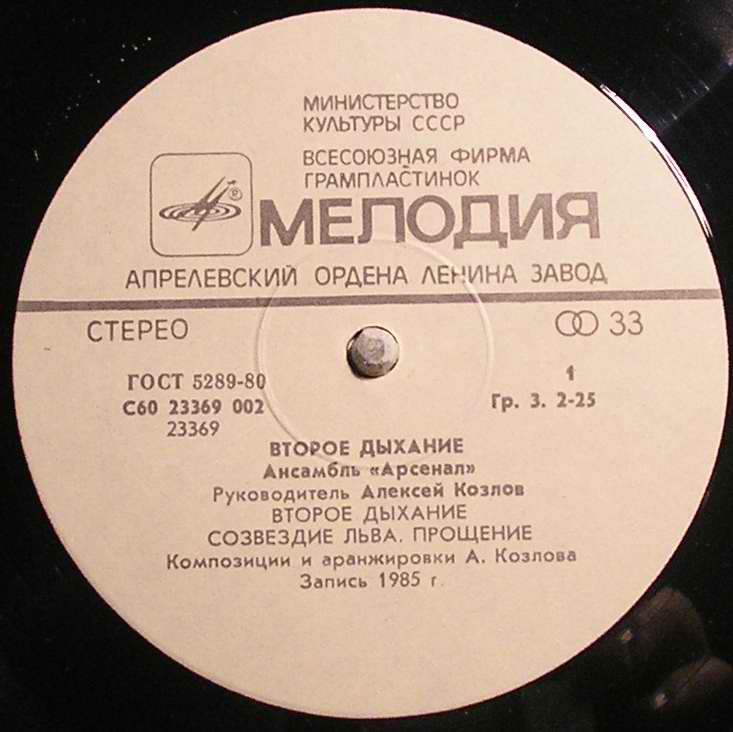 МИНИСТЕРСТВО
КУЛЬТУРЫ СССР
ВСЕСОЮЗНАЯ ФИРМА
ГРАМПЛАСТИНОК
МЕЛОДИЯ
АПРЕЛЕВСКИЙ ОРДЕНА ЛЕНИНА ЗАВОД
СТЕРЕО
33
ГОСТ 5289-80
1
С60 23369 002
Гр. 3. 2-25
23369
ВТОРОЕ ДЫХАНИЕ
Ансамбль «Арсенал»
Руководитель Алексей Козлов
ВТОРОЕ ДЫХАНИЕ
СОЗВЕЗДИЕ ЛЬВА. ПРОЩЕНИЕ
Композиции и аранжировки А. Козлова
Запись 1985 г.